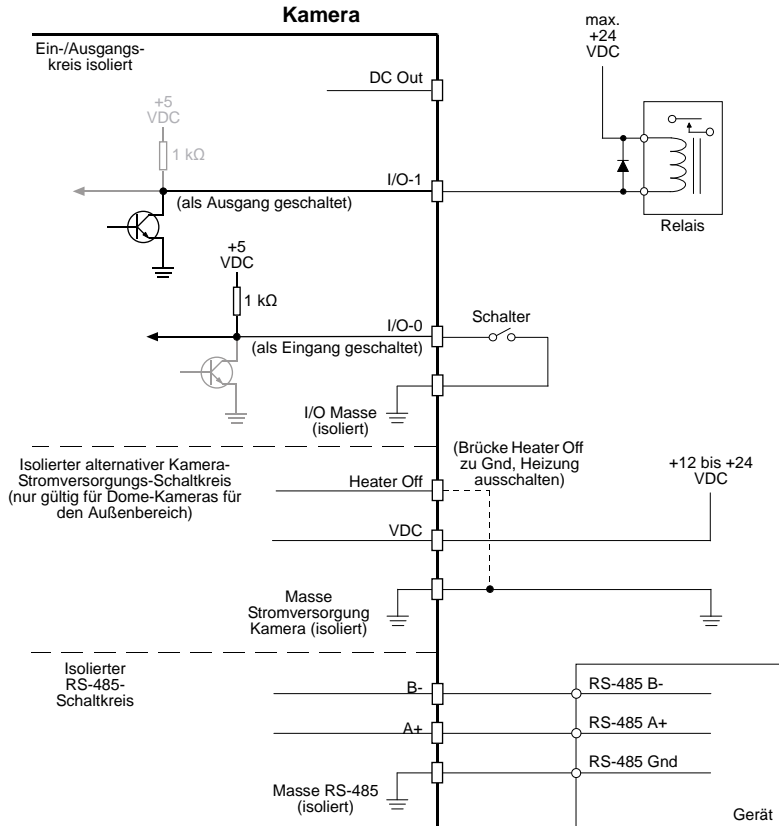 Kamera
Ein-/Ausgangs-
kreis isoliert
max.
+24
VDC
DC Out
+5
VDC
1 kΩ
I/O-1
(als Ausgang geschaltet)
Relais
+5
VDC
1 kΩ
I/O-0
(als Eingang geschaltet)
Schalter
I/O Masse
(isoliert)
Isolierter alternativer Kamera-
Stromversorgungs-Schaltkreis
(nur gültig für Dome-Kameras für
den Außenbereich)
Heater Off
(Brücke Heater Off
zu Gnd, Heizung
ausschalten)
+12 bis +24
VDC
VDC
Masse
Stromversorgung
Kamera (isoliert)
Isolierter
RS-485-
Schaltkreis
B-
RS-485 B-
A+
RS-485 A+
RS-485 Gnd
Masse RS-485
(isoliert)
Gerät